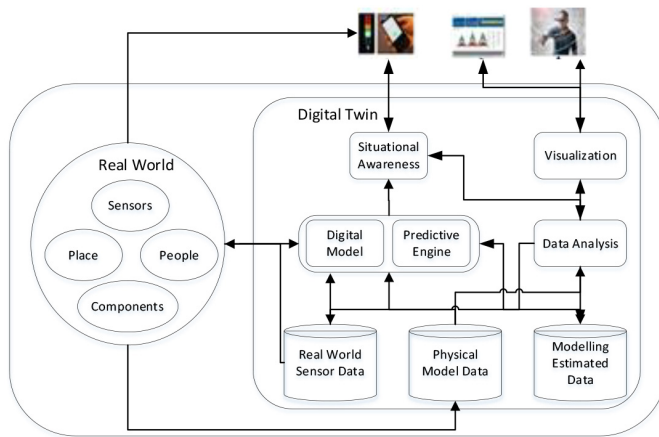 Digital Twin
Real World
Situational
Awareness
Visualization
Sensors
Place
People
Digital
Model
Predictive
Engine
Data Analysis
Components
Real World
Sensor Data
Physical
Model Data
Modelling
Estimated
Data